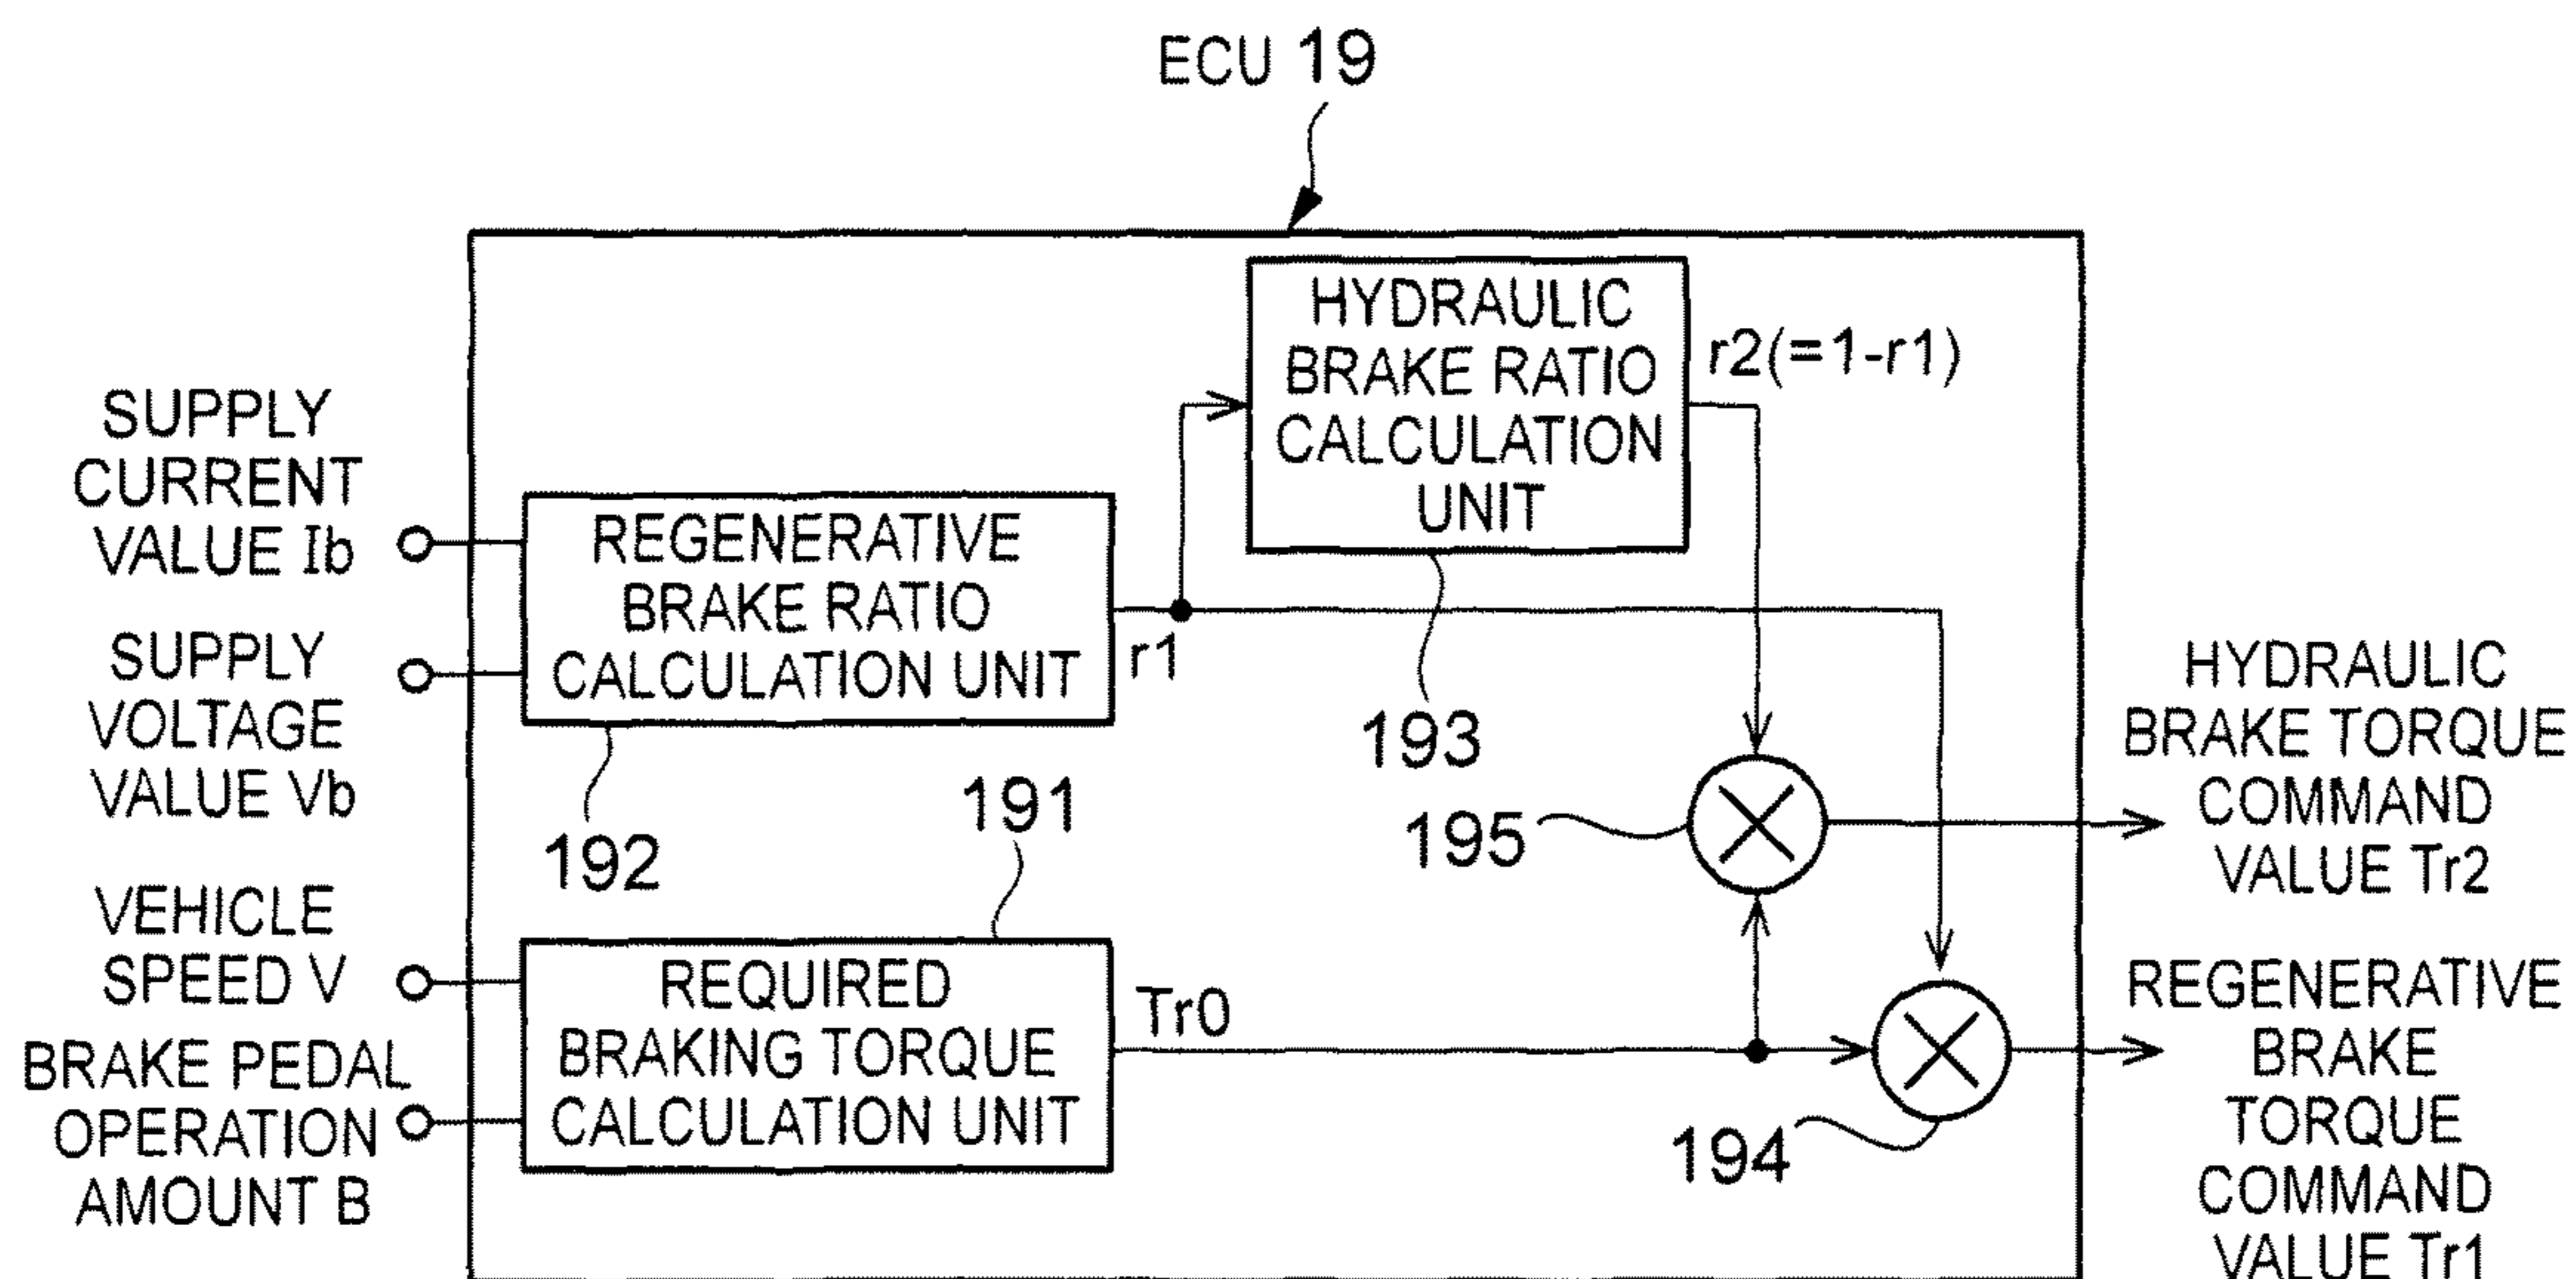 ECU 19
HYDRAULIC
BRAKE RATIO
CALCULATION
UNIT
r2(=1-r1)
SUPPLY
CURRENT
VALUE Ib
SUPPLY
VOLTAGE
VALUE Vb
REGENERATIVE
BRAKE RATIO
CALCULATION UNIT
r1
193
192
191
195
HYDRAULIC
BRAKE TORQUE
COMMAND
VALUE Tr2
VEHICLE
SPEED V
BRAKE PEDAL
OPERATION
AMOUNT B
REQUIRED
BRAKING TORQUE
CALCULATION UNIT
Tr0
194
REGENERATIVE
BRAKE
TORQUE
COMMAND
VALUE Tr1